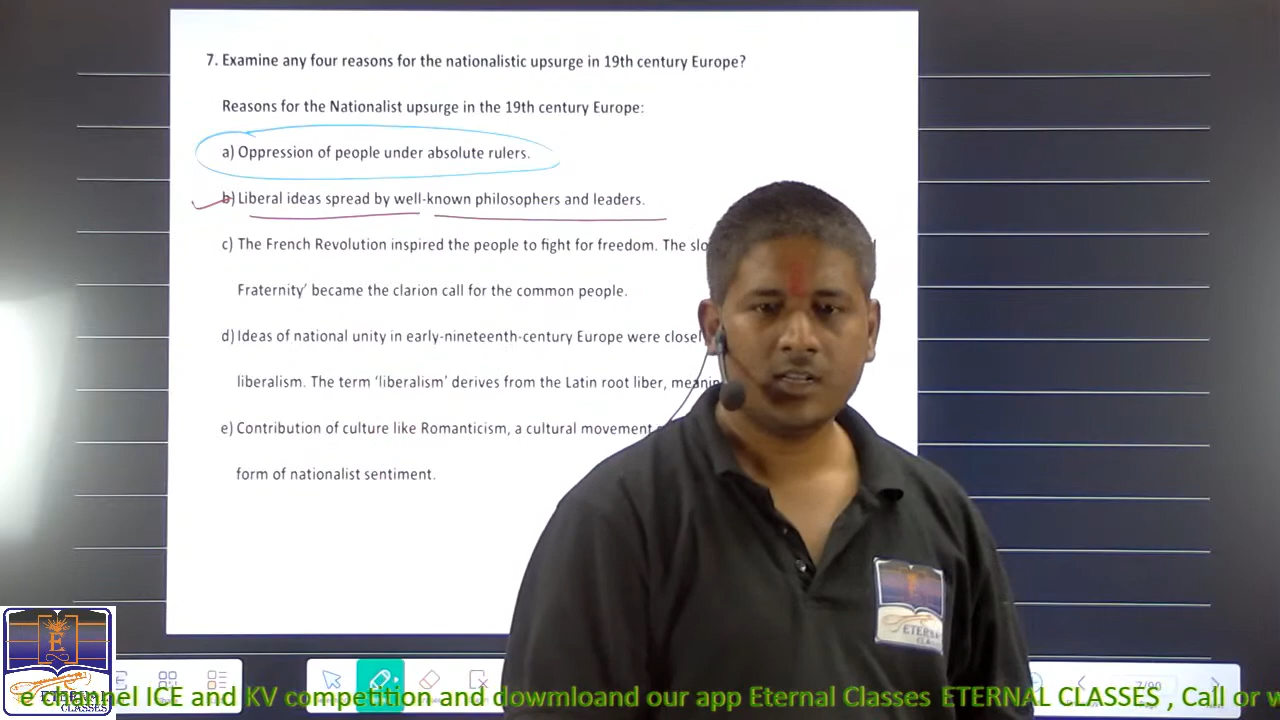 7. Examine any four reasons for the nationalistic upsurge in 19th century Europe?
Reasons for the Nationalist upsurge in the 19th century Europe:
a) Oppression of people under absolute rulers.
b) Liberal ideas spread by well-known philosophers and leaders.
c) The French Revolution inspired the people to fight for freedom. The
Fraternity’ became the clarion call for the common people.
d) Ideas of national unity in early-nineteenth-century Europe were
liberalism. The term ‘liberalism’ derives from the Latin root liber,
e) Contribution of culture like Romanticism, a cultural movement
form of nationalist sentiment.
E
ETERNAL
CLASSES
7/90
e channel ICE and KV competition and dowmloand our app Eternal Classes ETERNAL CLASSES , Call or